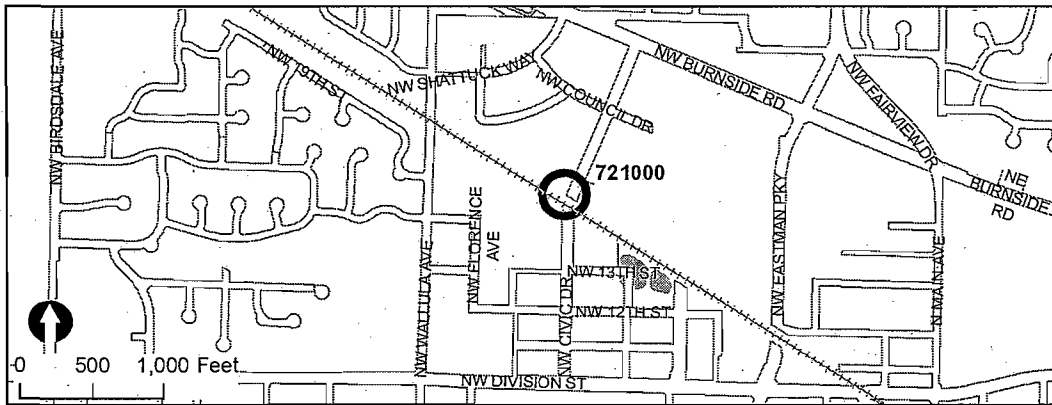 NW BIRDSDALE AVE
NW 19TH ST
NW SHATTUCK WAY
NW COUNCIL DR
NW BURNSIDE RD
NW FAIRVIEW DR
NE
BURNSIDE
RD
721000
NW EASTMAN PKY
N MAIN AVE
NW WALLULA AVE
NW FLORENCE
AVE
NW CIVIC DR
NW 13TH ST
NW 12TH ST
NW DIVISION ST
0 500 1,000 Feet